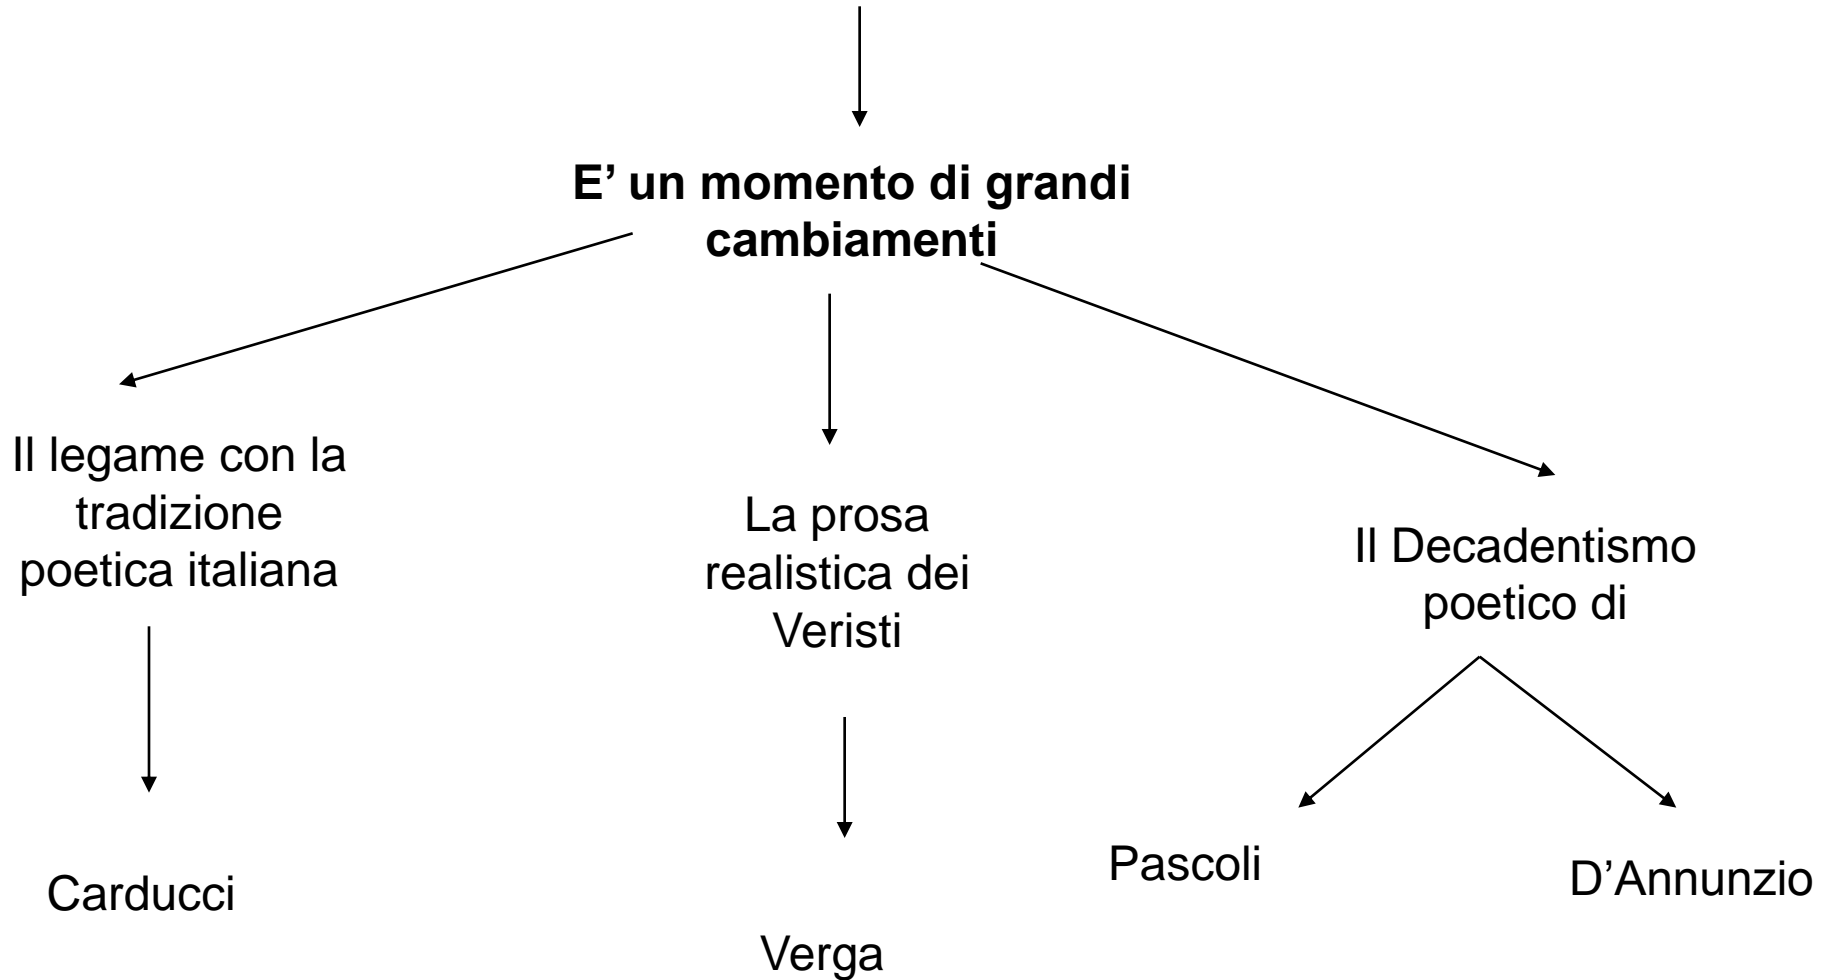 E’ un momento di grandi
cambiamenti
Il legame con la
tradizione
poetica italiana
La prosa
realistica dei
Veristi
Il Decadentismo
poetico di
Carducci
Verga
Pascoli
D’Annunzio